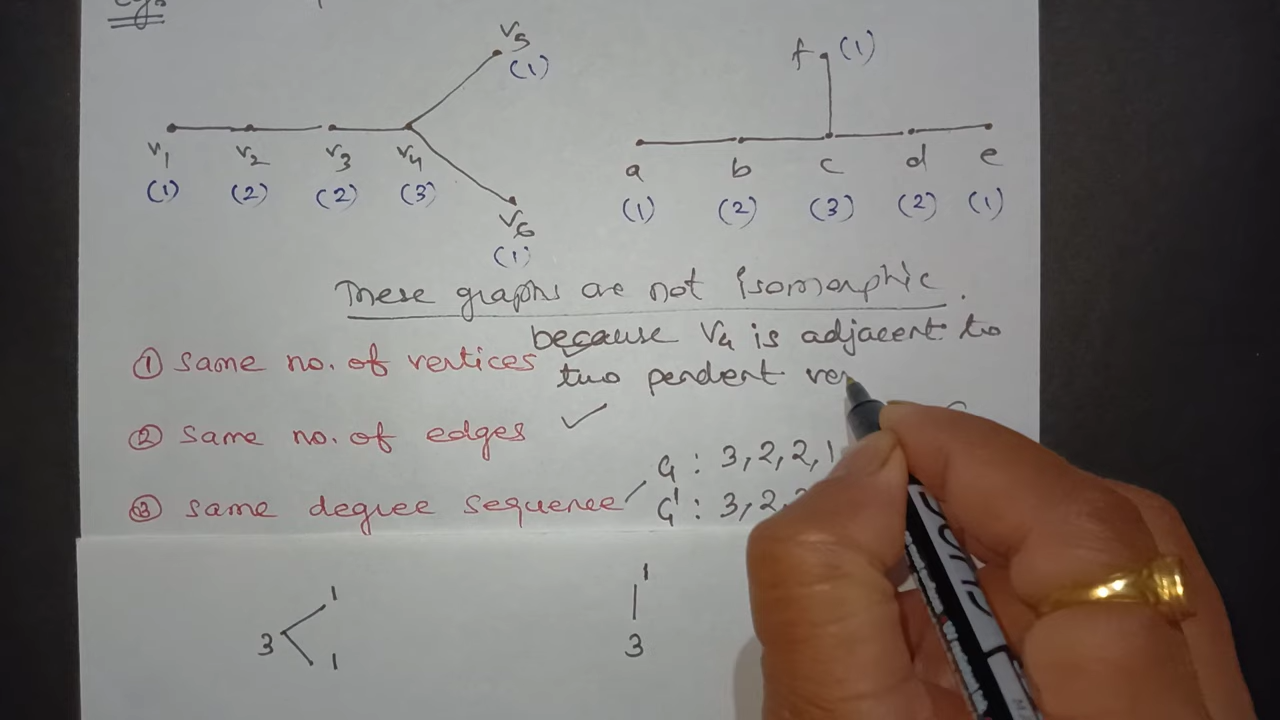 v5
(1)
f (1)
v1 v2 v3 v4
(1) (2) (2) (3)
v6
(1)
a b c d e
(1) (2) (3) (2) (1)
These graphs are not isomorphic.
because v4 is adjacent to
① same no. of vertices
two pendent ver
② same no. of edges ✓
G : 3,2,2,1
③ same degree sequence
G' : 3,2,2
1
3
1
1
3